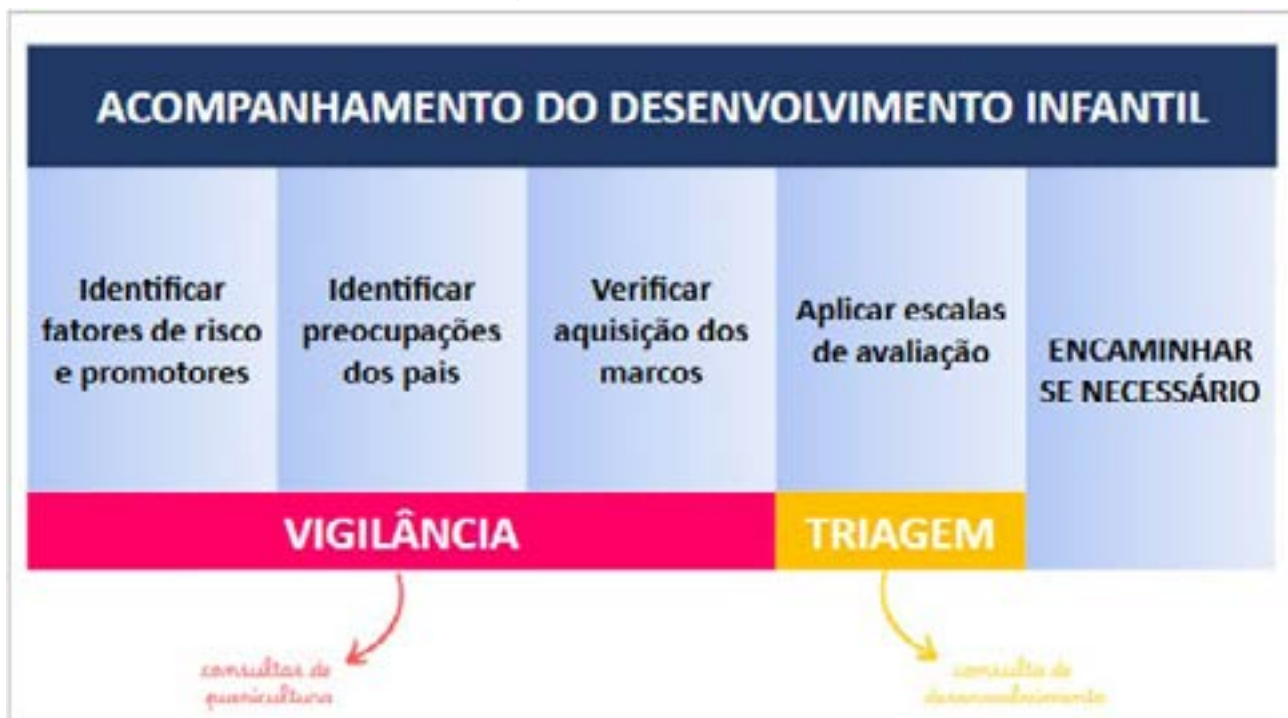 ACOMPANHAMENTO DO DESENVOLVIMENTO INFANTIL
Identificar
fatores de risco
e promotores
Identificar
preocupações
dos pais
Verificar
aquisição dos
marcos
Aplicar escalas
de avaliação
ENCAMINHAR
SE NECESSÁRIO
VIGILÂNCIA
TRIAGEM
consultas de
puericultura
consulta de
desenvolvimento